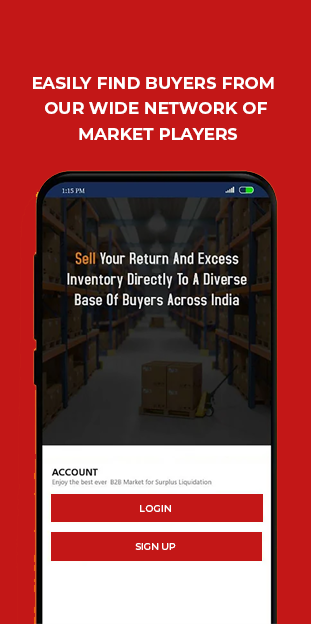 EASILY FIND BUYERS FROM
OUR WIDE NETWORK OF
MARKET PLAYERS
1:15 PM
Sell Your Return And Excess
Inventory Directly To A Diverse
Base Of Buyers Across India
ACCOUNT
Enjoy the best ever B2B Market for Surplus Liquidation
LOGIN
SIGN UP